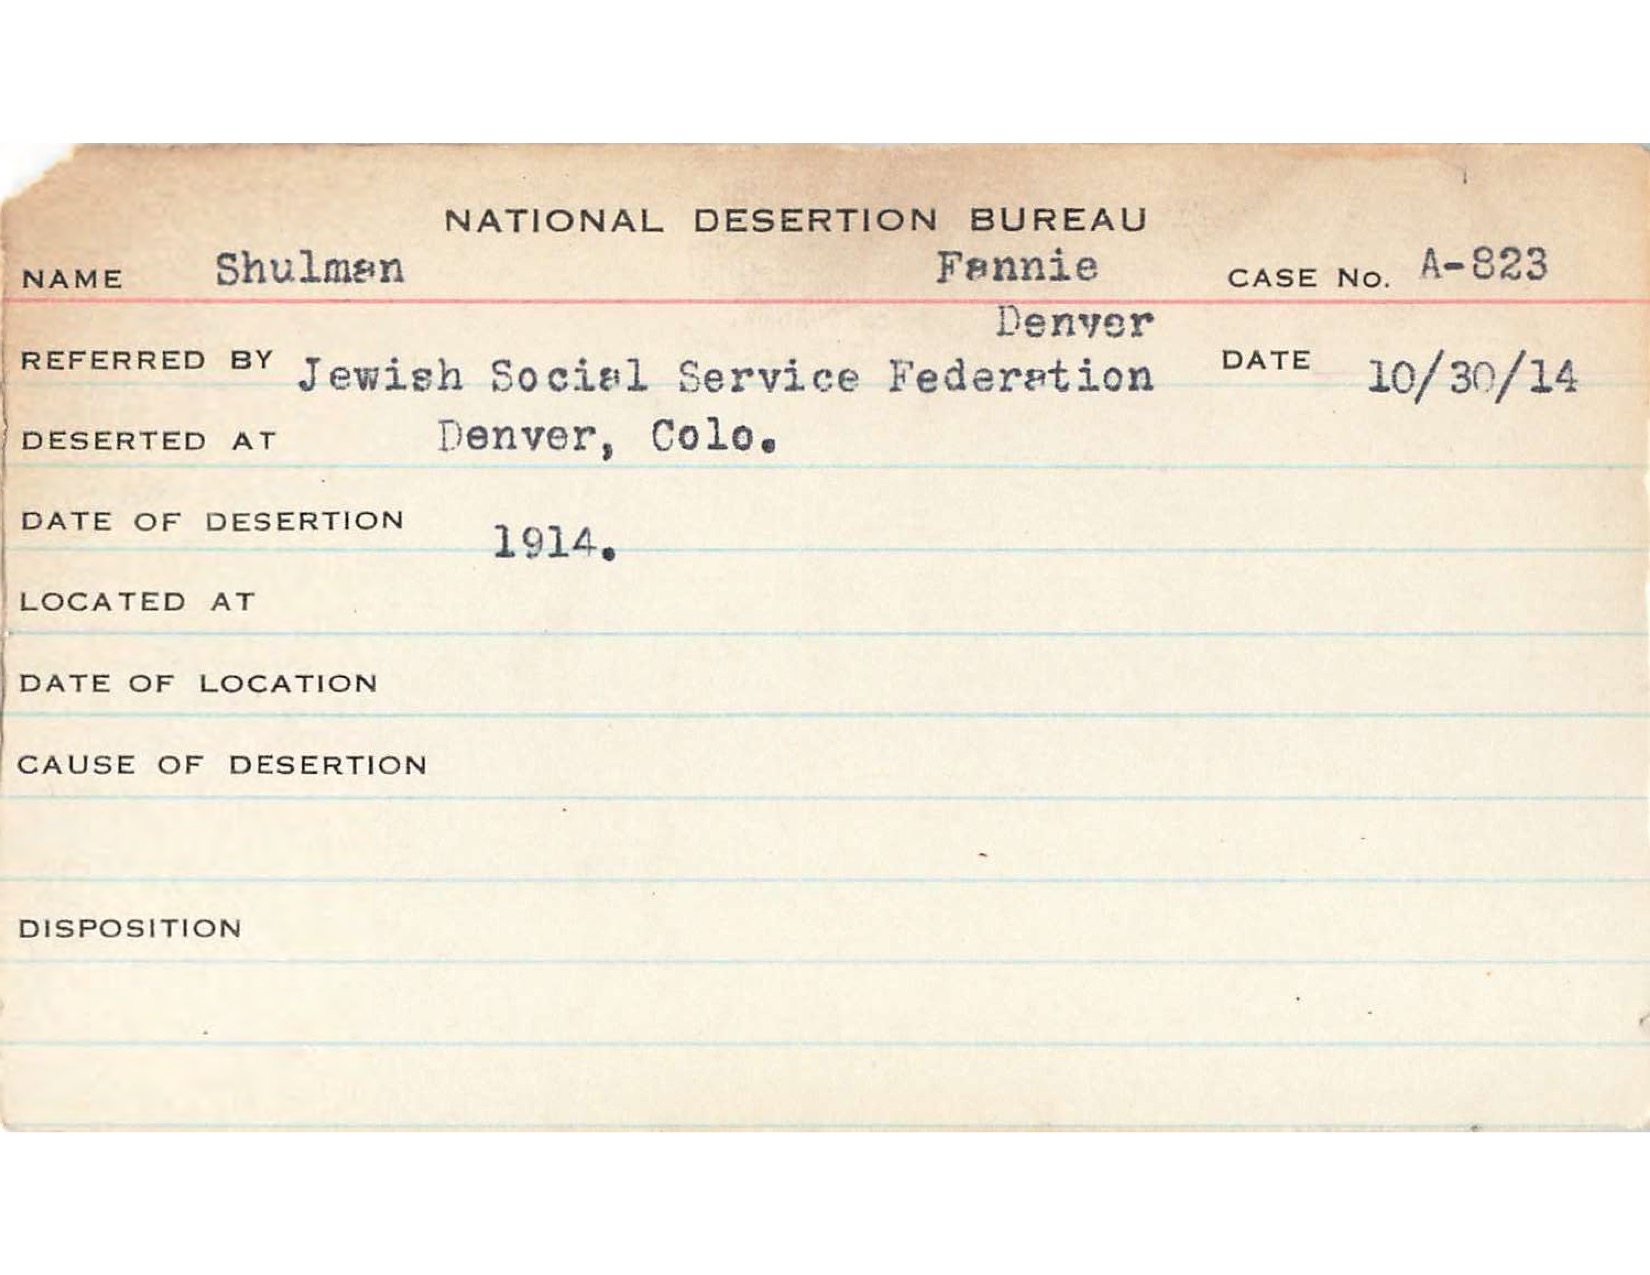 NATIONAL DESERTION BUREAU
NAME Shulman Fannie CASE No. A-823
Denver
REFERRED BY Jewish Social Service Federation DATE 10/30/14
DESERTED AT Denver, Colo.
DATE OF DESERTION 1914.
LOCATED AT
DATE OF LOCATION
CAUSE OF DESERTION
DISPOSITION